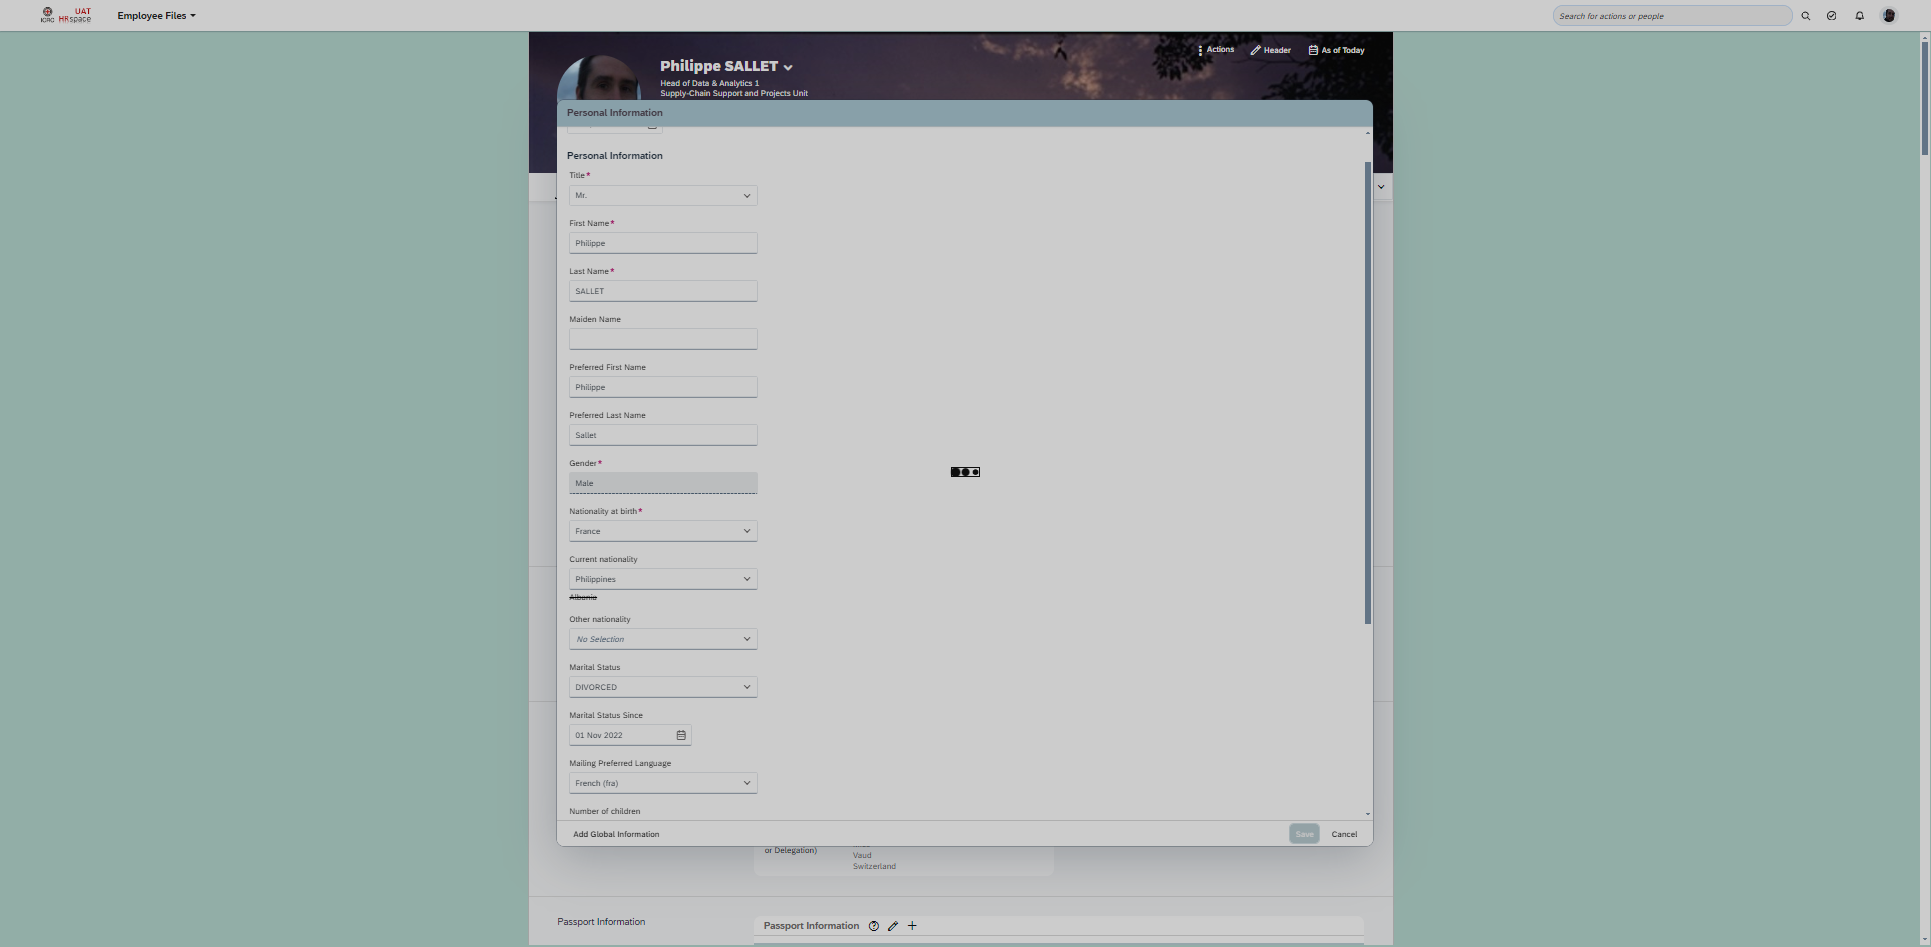 ICRC
UAT
HRspace
Employee Files
Search for actions or people
Actions
Header
As of Today
Philippe SALLET
Head of Data & Analytics 1
Supply-Chain Support and Projects Unit
Personal Information
Personal Information
Title*
Mr.
First Name*
Philippe
Last Name*
SALLET
Maiden Name
Preferred First Name
Philippe
Preferred Last Name
Sallet
Gender*
Male
Nationality at birth*
France
Current nationality
Philippines
Albania
Other nationality
No Selection
Marital Status
DIVORCED
Marital Status Since
01 Nov 2022
Mailing Preferred Language
French (fra)
Number of children
Add Global Information
Save
Cancel
or Delegation)
Vaud
Switzerland
Passport Information
Passport Information